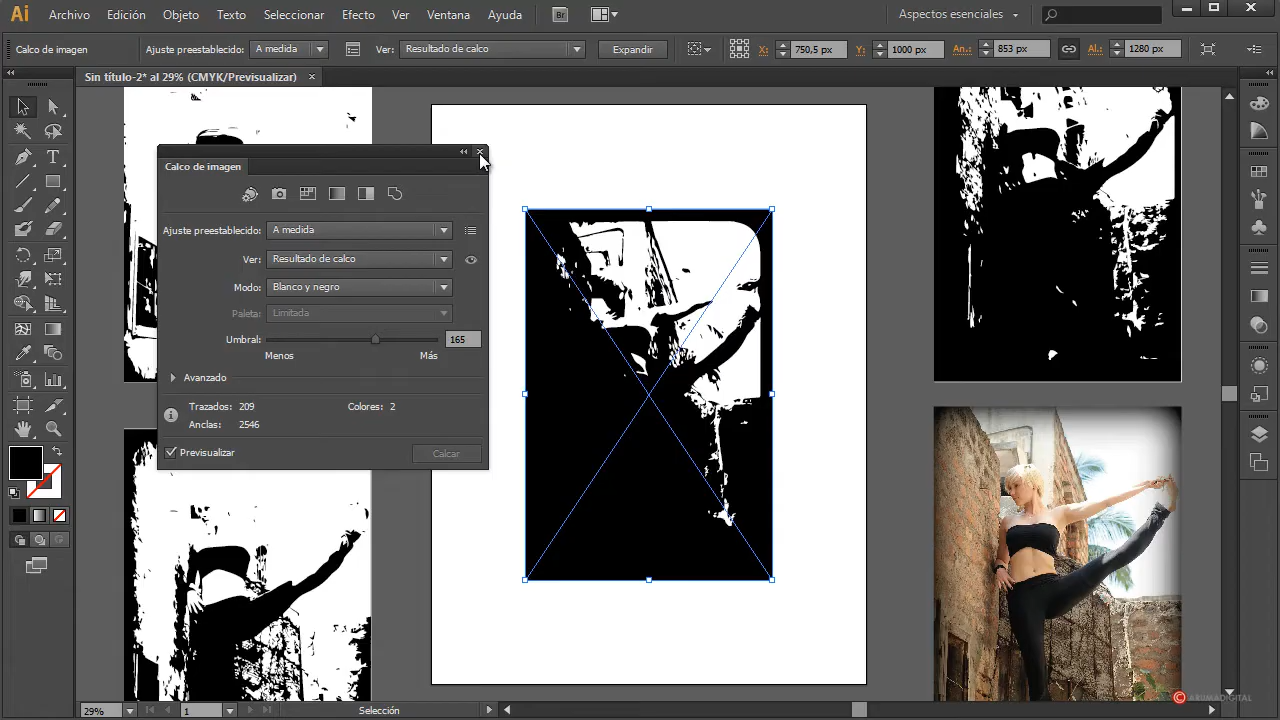 Ai Archivo Edición Objeto Texto Seleccionar Efecto Ver Ventana Ayuda Br Aspectos esenciales
Calco de imagen Ajuste preestablecido: A medida Ver: Resultado de calco Expandir X: 750,5 px Y: 1000 px An.: 853 px Al.: 1280 px
Sin título-2* al 29% (CMYK/Previsualizar)
Calco de imagen
Ajuste preestablecido: A medida
Ver: Resultado de calco
Modo: Blanco y negro
Paleta: Limitada
Umbral: 165
Menos Más
Avanzado
Trazados: 209 Colores: 2
Anclas: 2546
Previsualizar Calcar
© ARUMADIGITAL
29% 1 Selección